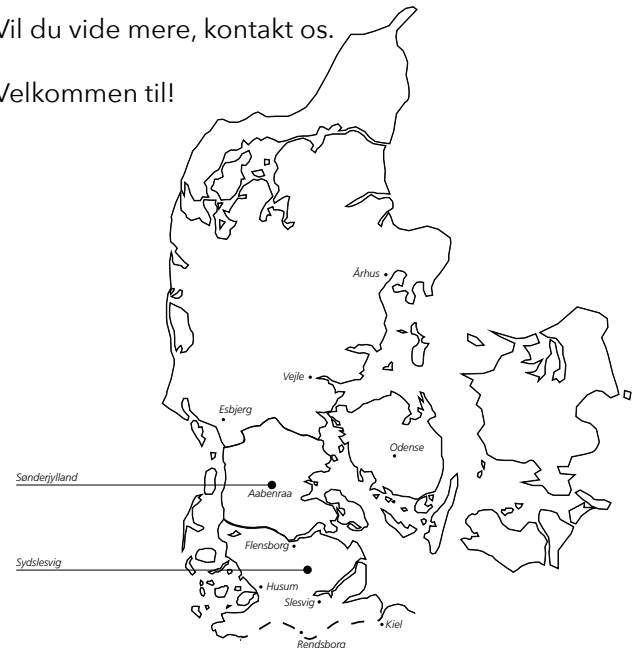 Vil du vide mere, kontakt os.
Velkommen til!
Århus
Vejle
Esbjerg
Odense
Sønderjylland
Aabenraa
Flensborg
Sydslesvig
Husum
Slesvig
Kiel
Rendsborg